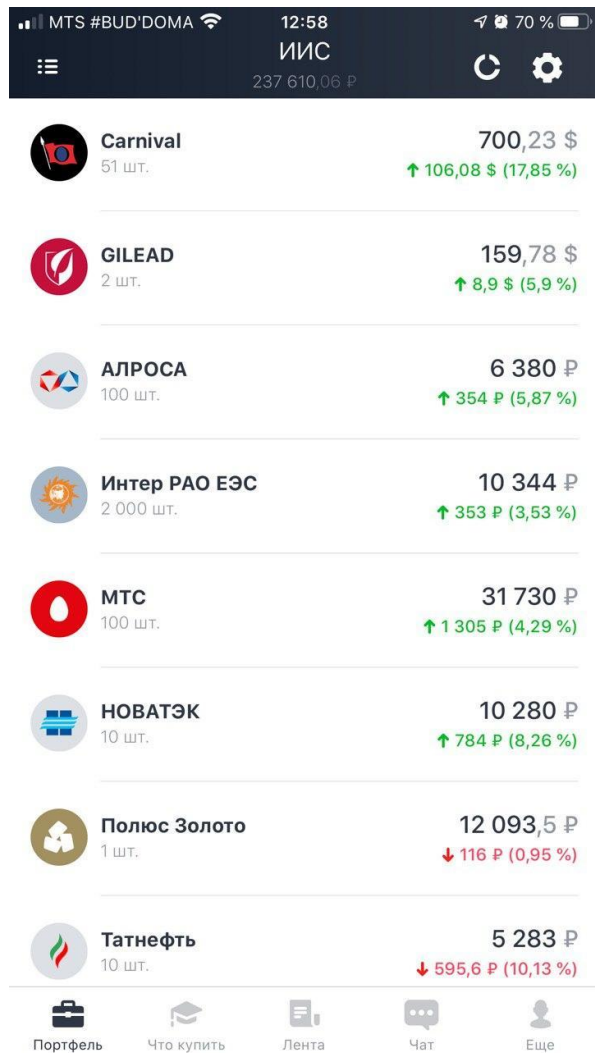 MTS #BUD'DOMA 12:58 70 %
ИИС
237 610,06 ₽
Carnival 700,23 $
51 шт. ↑ 106,08 $ (17,85 %)
GILEAD 159,78 $
2 шт. ↑ 8,9 $ (5,9 %)
АЛРОСА 6 380 ₽
100 шт. ↑ 354 ₽ (5,87 %)
Интер РАО ЕЭС 10 344 ₽
2 000 шт. ↑ 353 ₽ (3,53 %)
МТС 31 730 ₽
100 шт. ↑ 1 305 ₽ (4,29 %)
НОВАТЭК 10 280 ₽
10 шт. ↑ 784 ₽ (8,26 %)
Полюс Золото 12 093,5 ₽
1 шт. ↓ 116 ₽ (0,95 %)
Татнефть 5 283 ₽
10 шт. ↓ 595,6 ₽ (10,13 %)
Портфель Что купить Лента Чат Еще